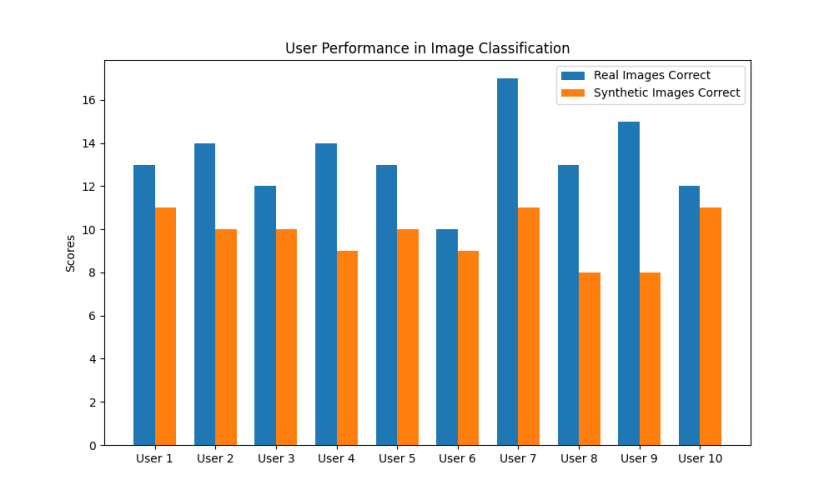 User Performance in Image Classification
Real Images Correct
Synthetic Images Correct
Scores
16
14
12
10
8
6
4
2
0
User 1 User 2 User 3 User 4 User 5 User 6 User 7 User 8 User 9 User 10